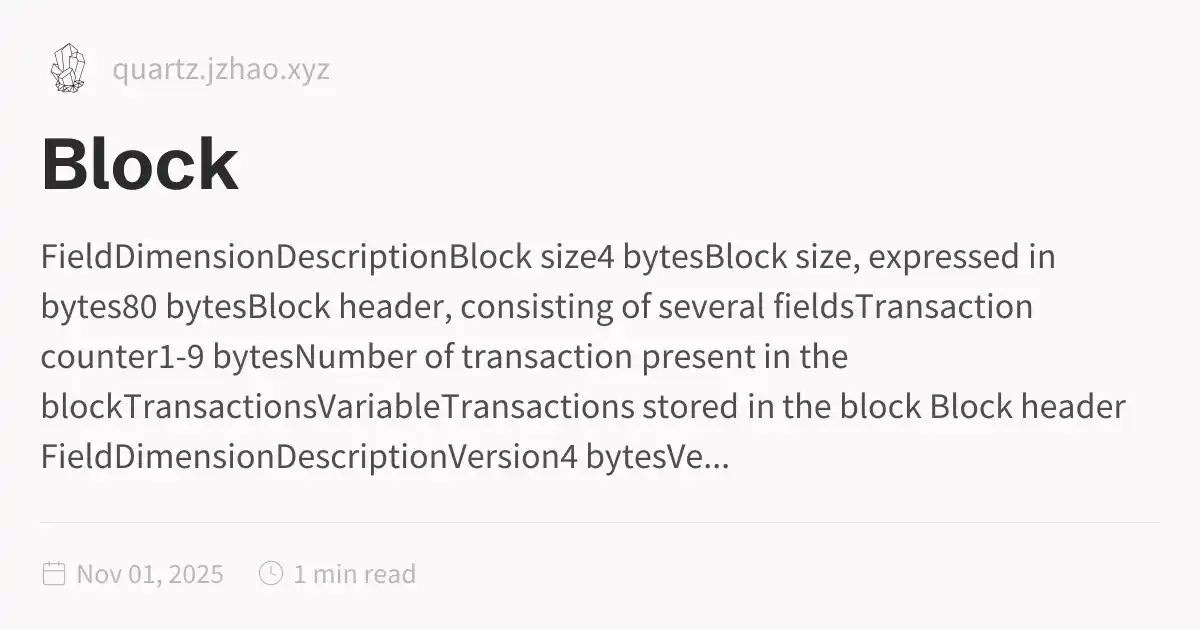 quartz.jzhao.xyz
Block
FieldDimensionDescriptionBlock size4 bytesBlock size, expressed in
bytes80 bytesBlock header, consisting of several fieldsTransaction
counter1-9 bytesNumber of transaction present in the
blockTransactionsVariableTransactions stored in the block Block header
FieldDimensionDescriptionVersion4 bytesVe...
Nov 01, 2025 1 min read